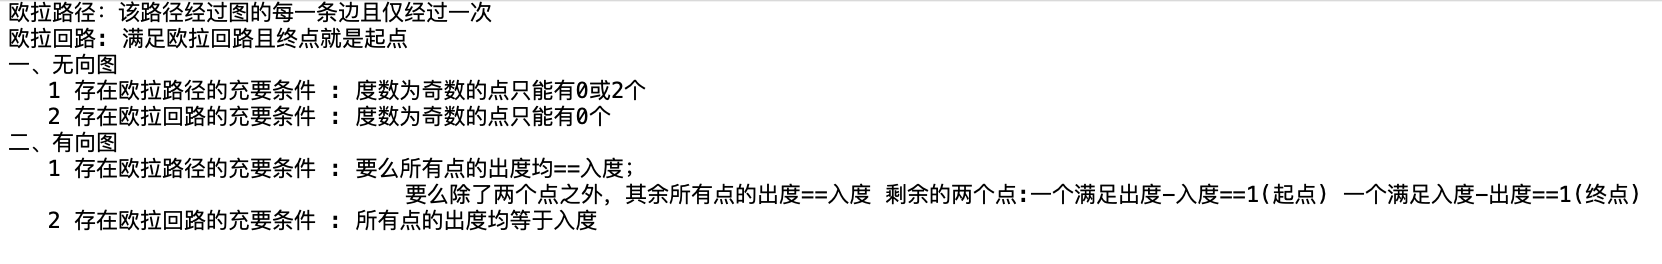 欧拉路径：该路径经过图的每一条边且仅经过一次
欧拉回路: 满足欧拉回路且终点就是起点
一、无向图
1 存在欧拉路径的充要条件 : 度数为奇数的点只能有0或2个
2 存在欧拉回路的充要条件 : 度数为奇数的点只能有0个
二、有向图
1 存在欧拉路径的充要条件 : 要么所有点的出度均==入度；
要么除了两个点之外，其余所有点的出度==入度 剩余的两个点:一个满足出度-入度==1(起点) 一个满足入度-出度==1(终点)
2 存在欧拉回路的充要条件 : 所有点的出度均等于入度